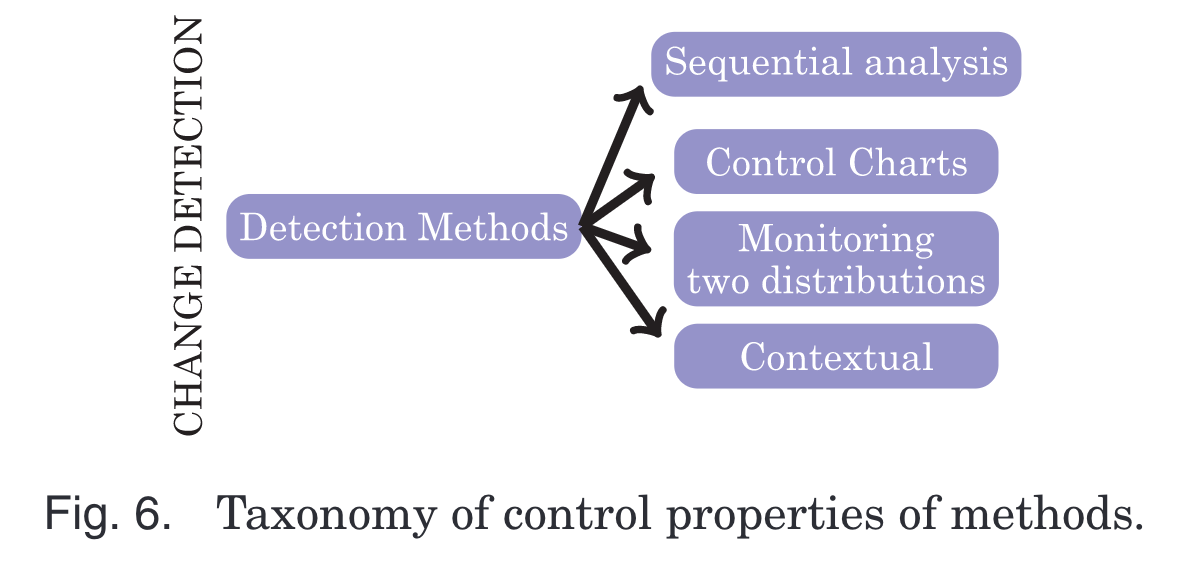 CHANGE DETECTION
Detection Methods
Sequential analysis
Control Charts
Monitoring
two distributions
Contextual
Fig. 6. Taxonomy of control properties of methods.